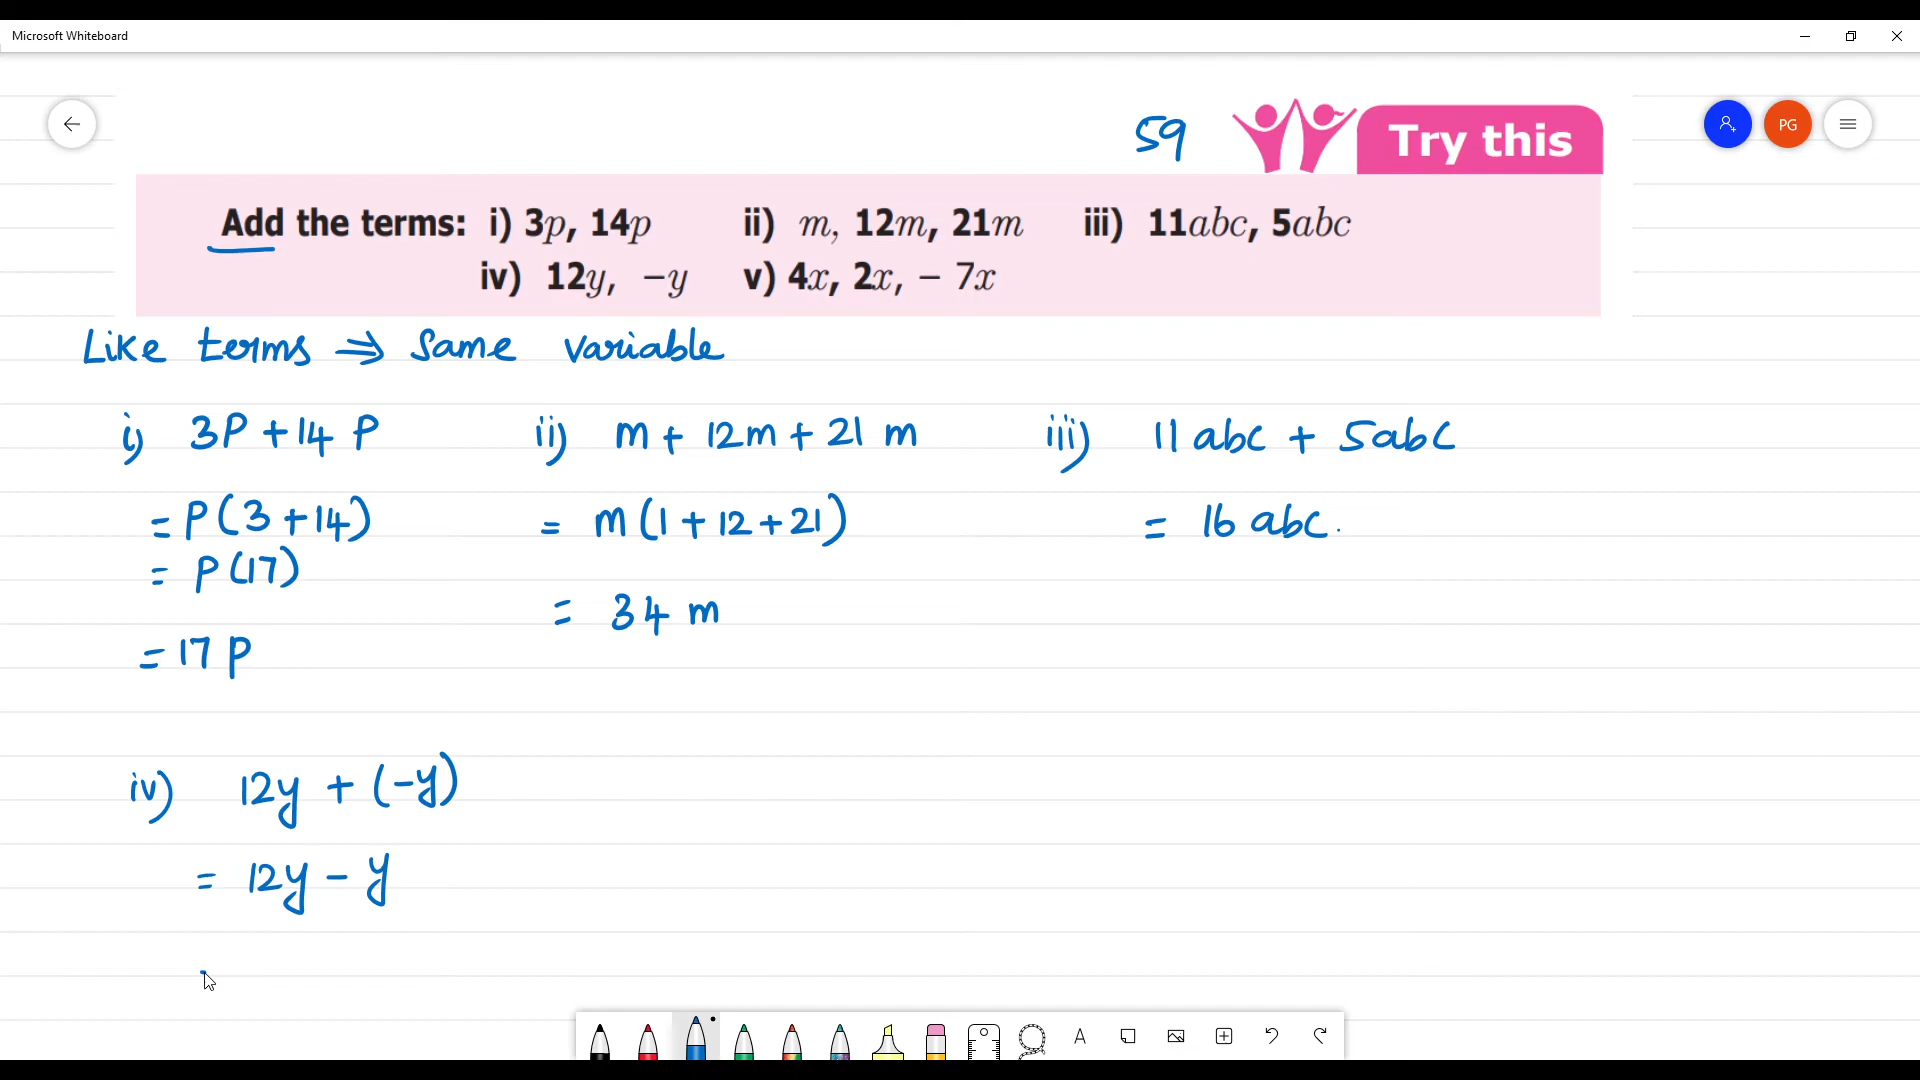 Microsoft Whiteboard
59 Try this
PG
Add the terms: i) 3p, 14p ii) m, 12m, 21m iii) 11abc, 5abc
iv) 12y, −y v) 4x, 2x, − 7x
Like terms ⇒ Same variable
i) 3P + 14 P ii) m + 12m + 21 m iii) 11 abc + 5abc
= P(3 + 14) = m(1 + 12 + 21) = 16 abc.
= P(17)
= 34 m
= 17 P
iv) 12y + (−y)
= 12y − y
A